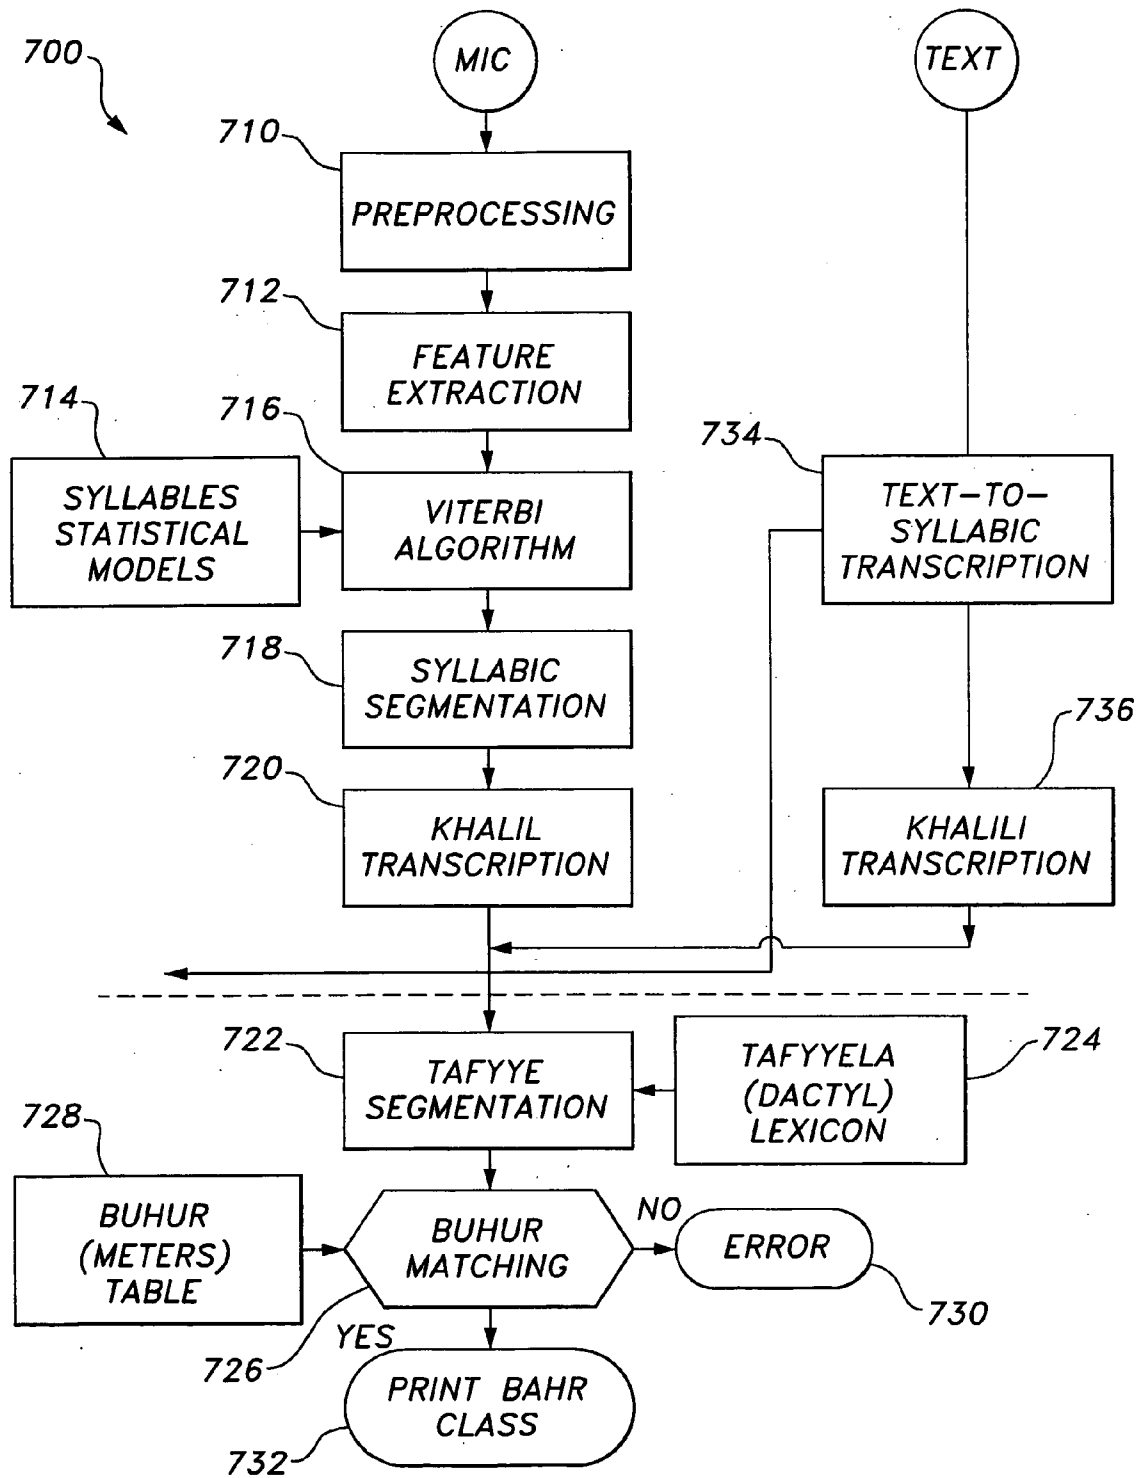 700
MIC
TEXT
710
PREPROCESSING
712
FEATURE
EXTRACTION
714
716
734
SYLLABLES
STATISTICAL
MODELS
VITERBI
ALGORITHM
TEXT-TO-
SYLLABIC
TRANSCRIPTION
718
SYLLABIC
SEGMENTATION
736
720
KHALIL
TRANSCRIPTION
KHALILI
TRANSCRIPTION
722
TAFYYE
SEGMENTATION
TAFYYELA
(DACTYL)
LEXICON
724
728
BUHUR
(METERS)
TABLE
BUHUR
MATCHING
NO
ERROR
730
YES
726
PRINT BAHR
CLASS
732